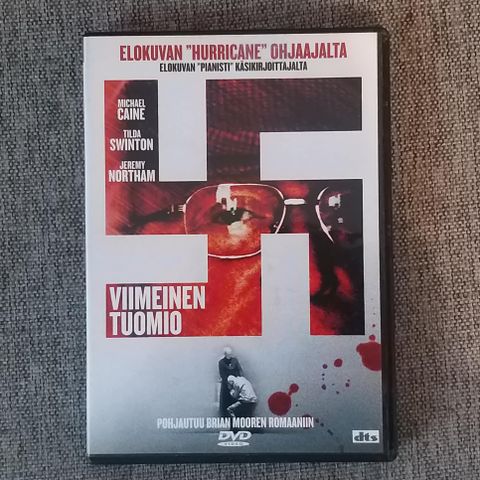 ELOKUVAN "HURRICANE" OHJAAJALTA
ELOKUVAN "PIANISTI" KÄSIKIRJOITTAJALTA
MICHAEL
CAINE
TILDA
SWINTON
JEREMY
NORTHAM
VIIMEINEN
TUOMIO
POHJAUTUU BRIAN MOOREN ROMAANIIN
DVD
VIDEO
dts